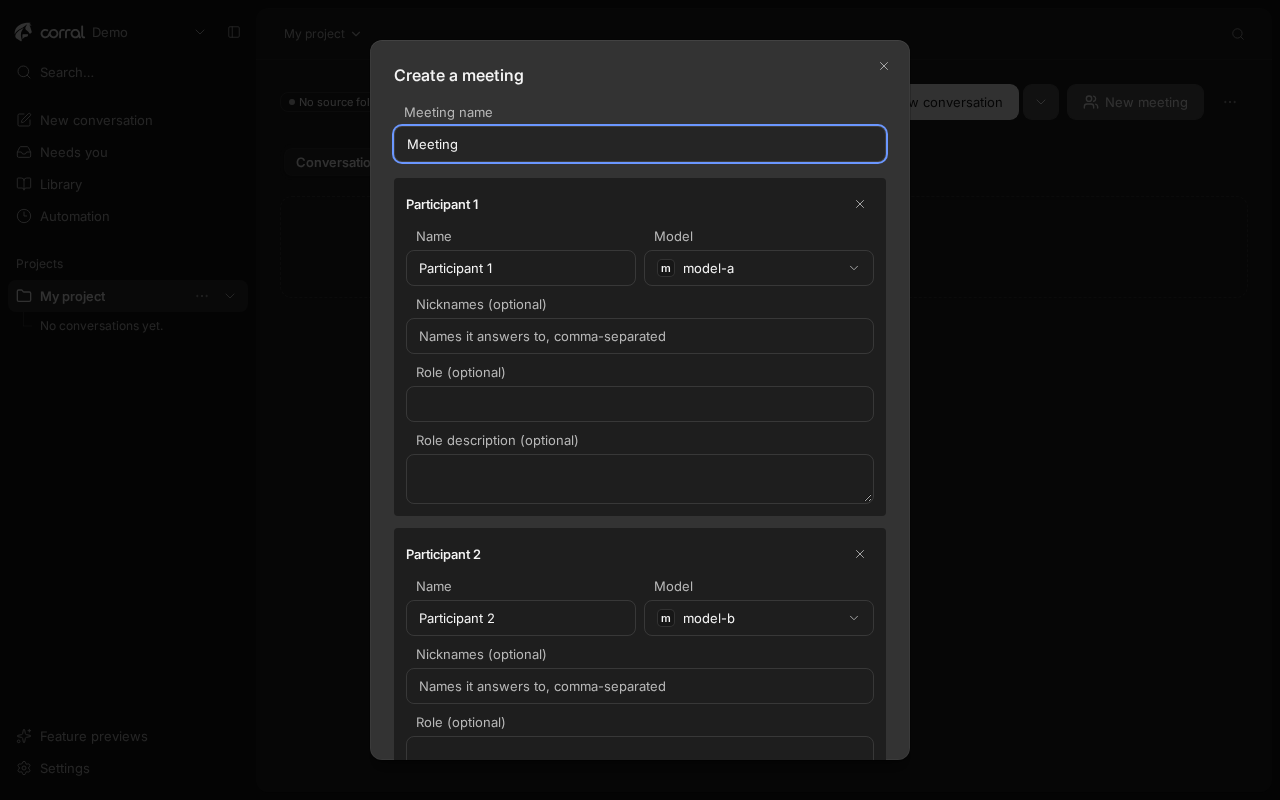 corral Demo
Search...
New conversation
Needs you
Library
Automation
Projects
My project
No conversations yet.
Feature previews
Settings
My project
No source fol
w conversation
New meeting
Conversatio
Create a meeting
Meeting name
Meeting
Participant 1
Name
Model
Participant 1
m model-a
Nicknames (optional)
Names it answers to, comma-separated
Role (optional)
Role description (optional)
Participant 2
Name
Model
Participant 2
m model-b
Nicknames (optional)
Names it answers to, comma-separated
Role (optional)